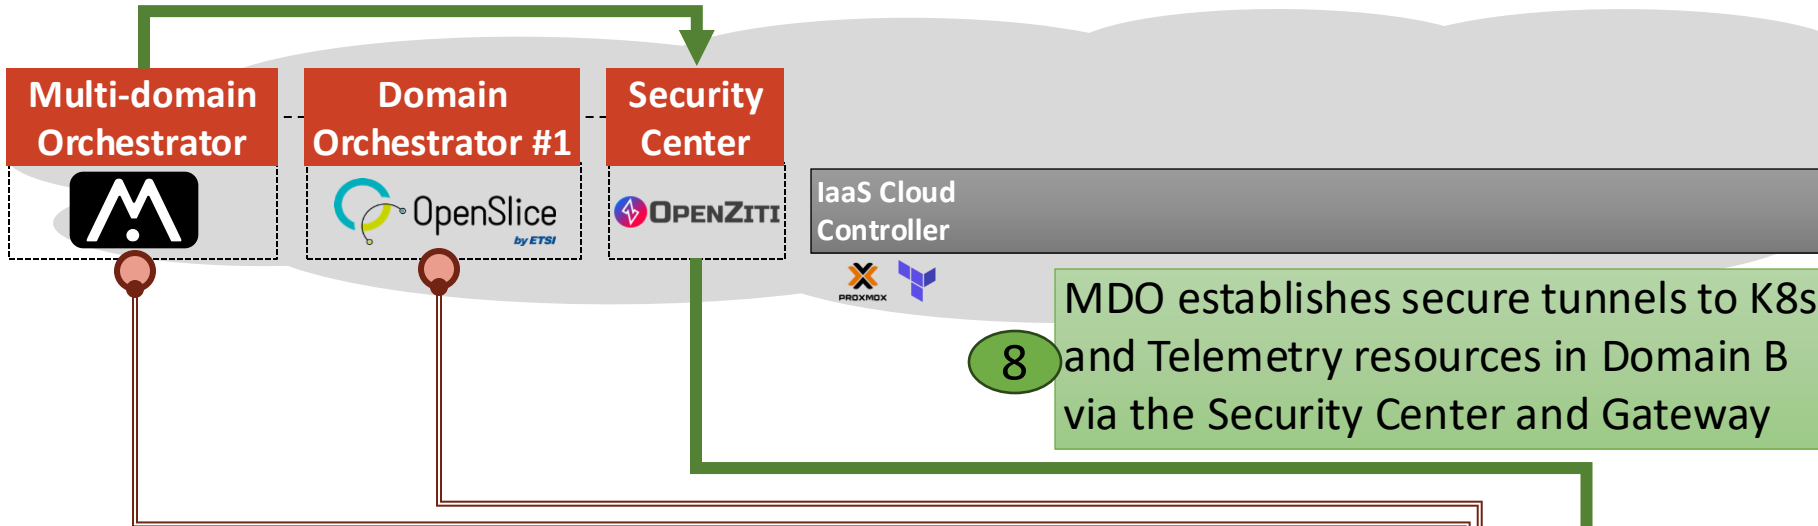 Multi-domain
Orchestrator
Domain
Orchestrator #1
Security
Center
OpenSlice
by ETSI
OPENZITI
IaaS Cloud
Controller
PROXMOX
8
MDO establishes secure tunnels to K8s
and Telemetry resources in Domain B
via the Security Center and Gateway